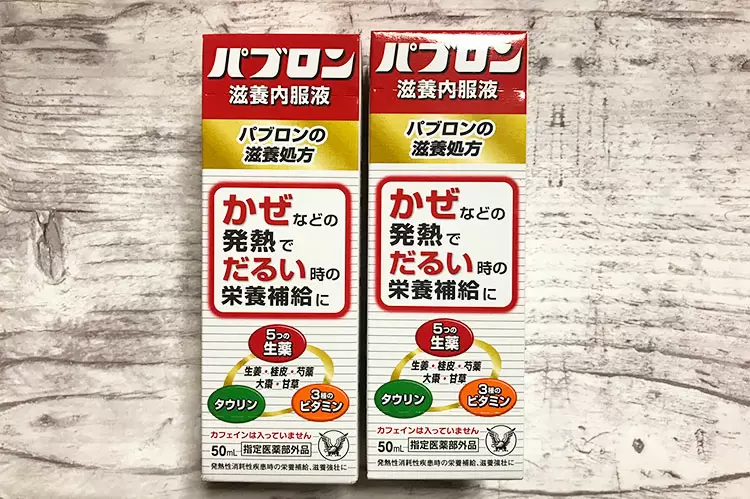 パブロン
滋養内服液
パブロンの
滋養処方
かぜなどの
発熱で
だるい時の
栄養補給に
5つの
生薬
生姜・桂皮・芍薬
大棗・甘草
タウリン
3種の
ビタミン
カフェインは入っていません
50mL 指定医薬部外品
発熱性消耗性疾患時の栄養補給、滋養強壮に
パブロン
滋養内服液
パブロンの
滋養処方
かぜなどの
発熱で
だるい時の
栄養補給に
5つの
生薬
生姜・桂皮・芍薬
大棗・甘草
タウリン
3種の
ビタミン
カフェインは入っていません
50mL 指定医薬部外品
発熱性消耗性疾患時の栄養補給、滋養強壮に